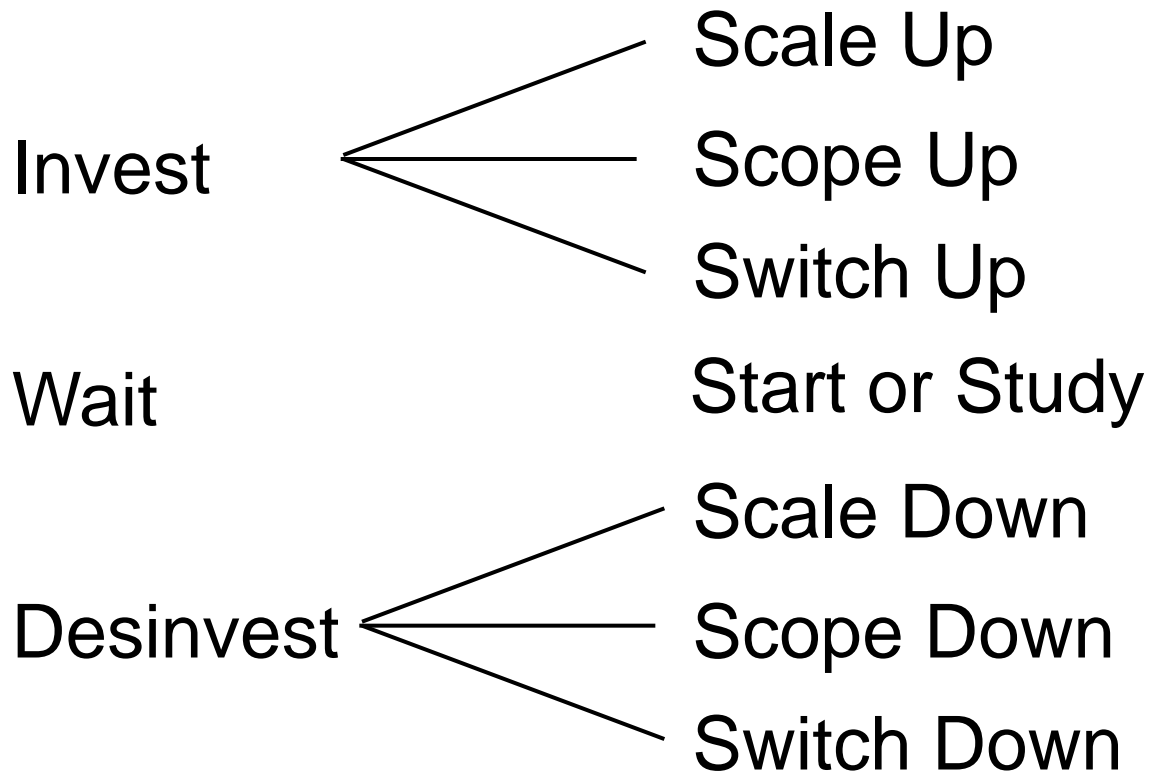 Invest
Scale Up
Scope Up
Switch Up
Wait
Start or Study
Desinvest
Scale Down
Scope Down
Switch Down